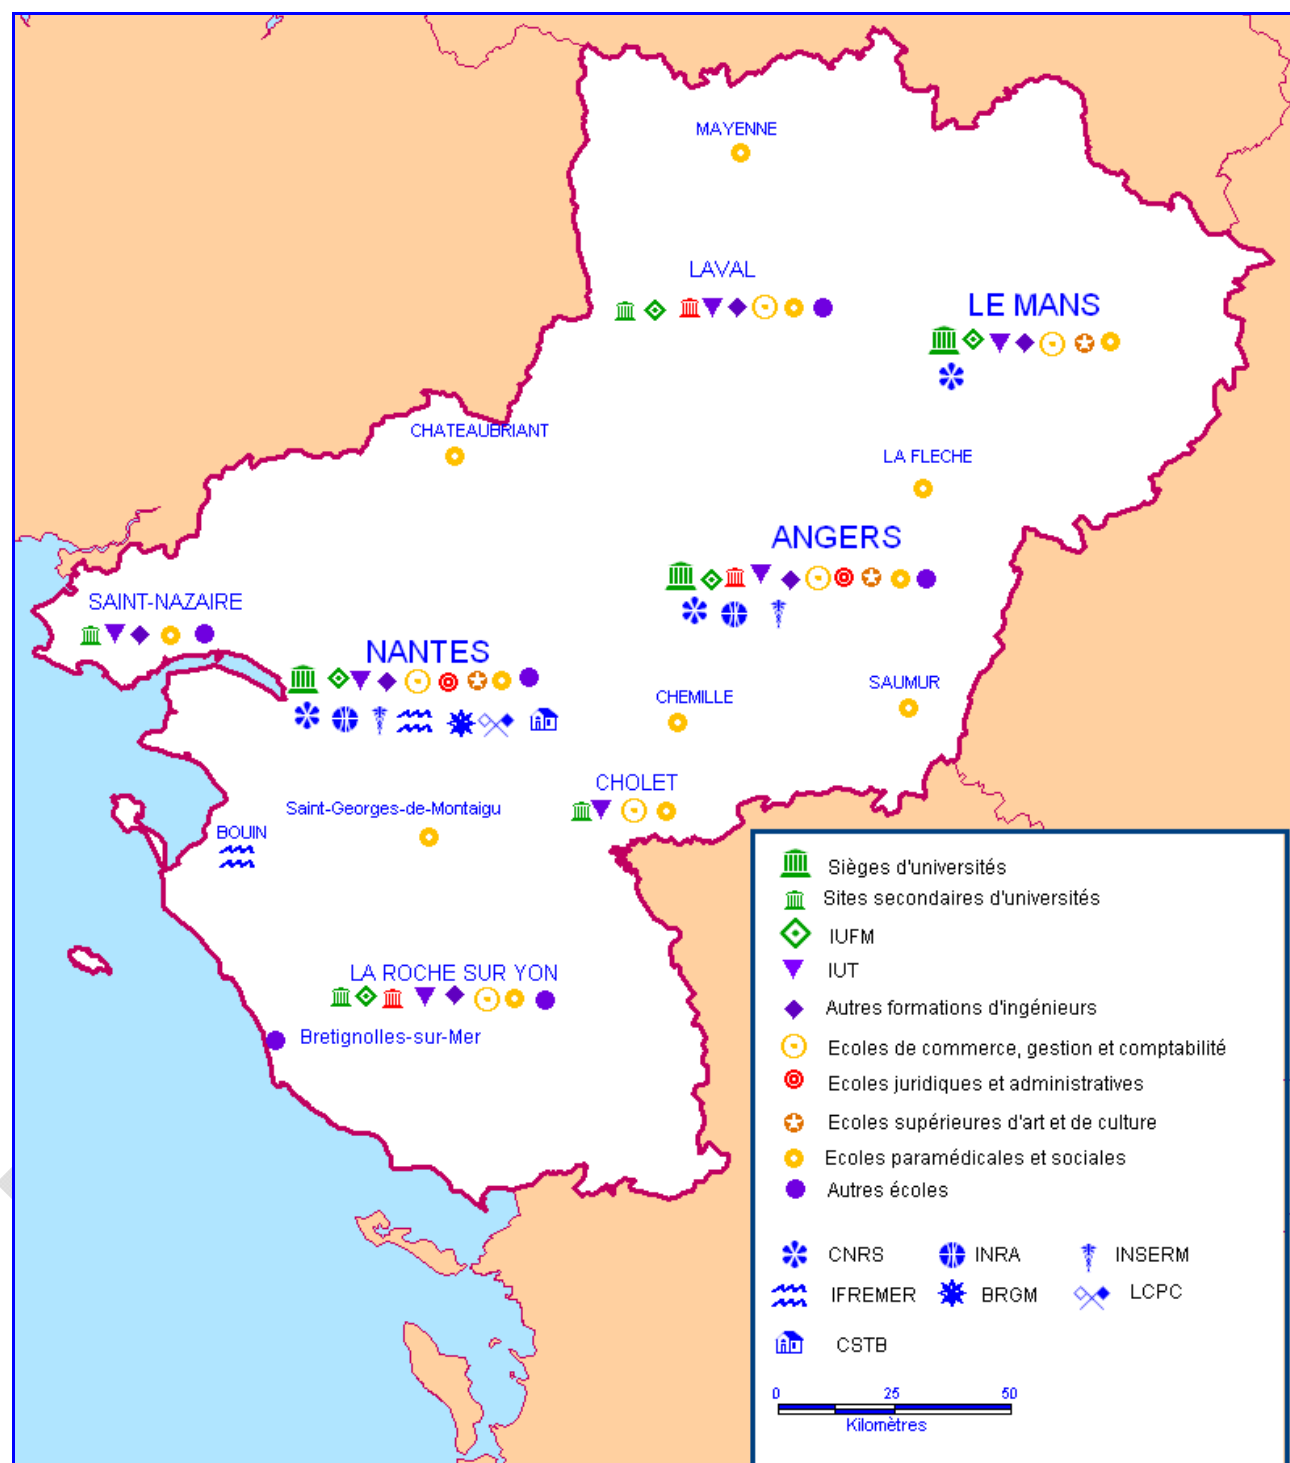 MAYENNE
LAVAL
LE MANS
CHATEAUBRIANT
LA FLECHE
ANGERS
SAINT-NAZAIRE
NANTES
CHEMILLE
SAUMUR
CHOLET
Saint-Georges-de-Montaigu
BOUIN
LA ROCHE SUR YON
Bretignolles-sur-Mer
Sièges d'universités
Sites secondaires d'universités
IUFM
IUT
Autres formations d'ingénieurs
Ecoles de commerce, gestion et comptabilité
Ecoles juridiques et administratives
Ecoles supérieures d'art et de culture
Ecoles paramédicales et sociales
Autres écoles
CNRS INRA INSERM
IFREMER BRGM LCPC
CSTB
0 25 50
Kilomètres